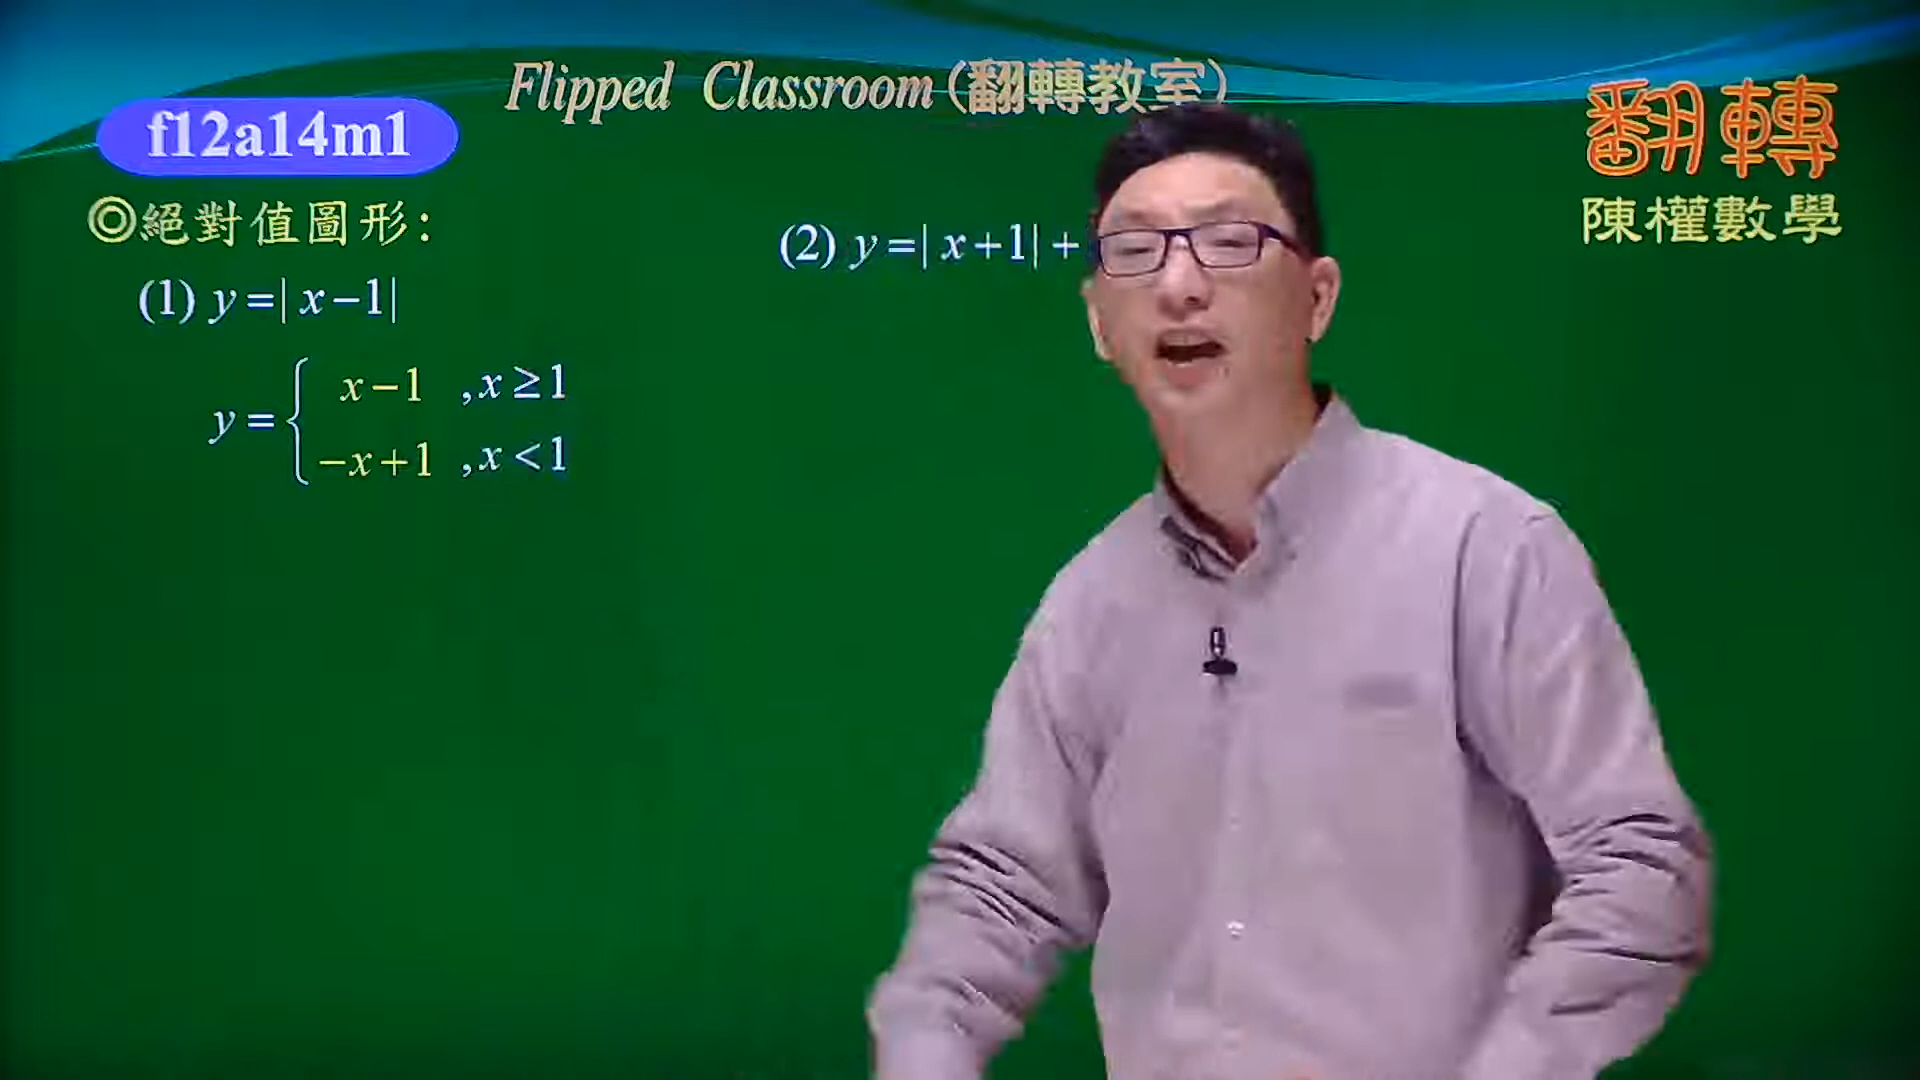 Flipped Classroom (翻轉教室)
翻轉
陳權數學
f12a14m1
◎絕對值圖形:
(1) y=|x−1|
y={ x−1 ,x≥1
−x+1 ,x<1
(2) y=|x+1|+